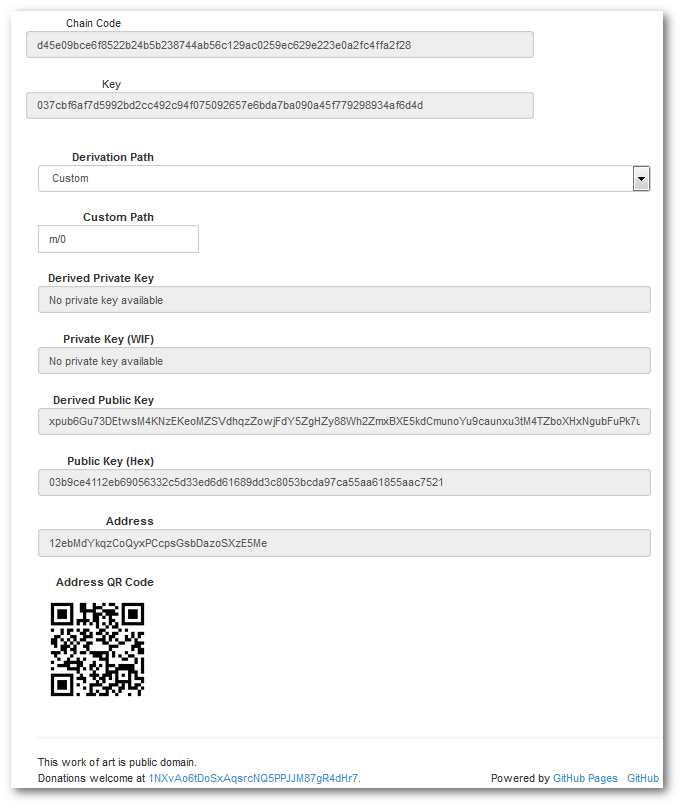 Chain Code
d45e09bce6f8522b24b5b238744ab56c129ac0259ec629e223e0a2fc4ffa2f28
Key
037cbf6af7d5992bd2cc492c94f075092657e6bda7ba090a45f779298934af6d4d
Derivation Path
Custom
Custom Path
m/0
Derived Private Key
No private key available
Private Key (WIF)
No private key available
Derived Public Key
xpub6Gu73DEtwsM4KNzEKeoMZSVdhqzZowjFdY5ZgHZy88Wh2ZmxBXE5kdCmunoYu9caunxu3tM4TZboXHxNgubFuPk7u
Public Key (Hex)
03b9ce4112eb69056332c5d33ed6d61689dd3c8053bcda97ca55aa61855aac7521
Address
12ebMdYkqzCoQyxPCcpsGsbDazoSXzE5Me
Address QR Code
This work of art is public domain.
Donations welcome at 1NXvAo6tDoSxAqsrcNQ5PPJJM87gR4dHr7. Powered by GitHub Pages GitHub